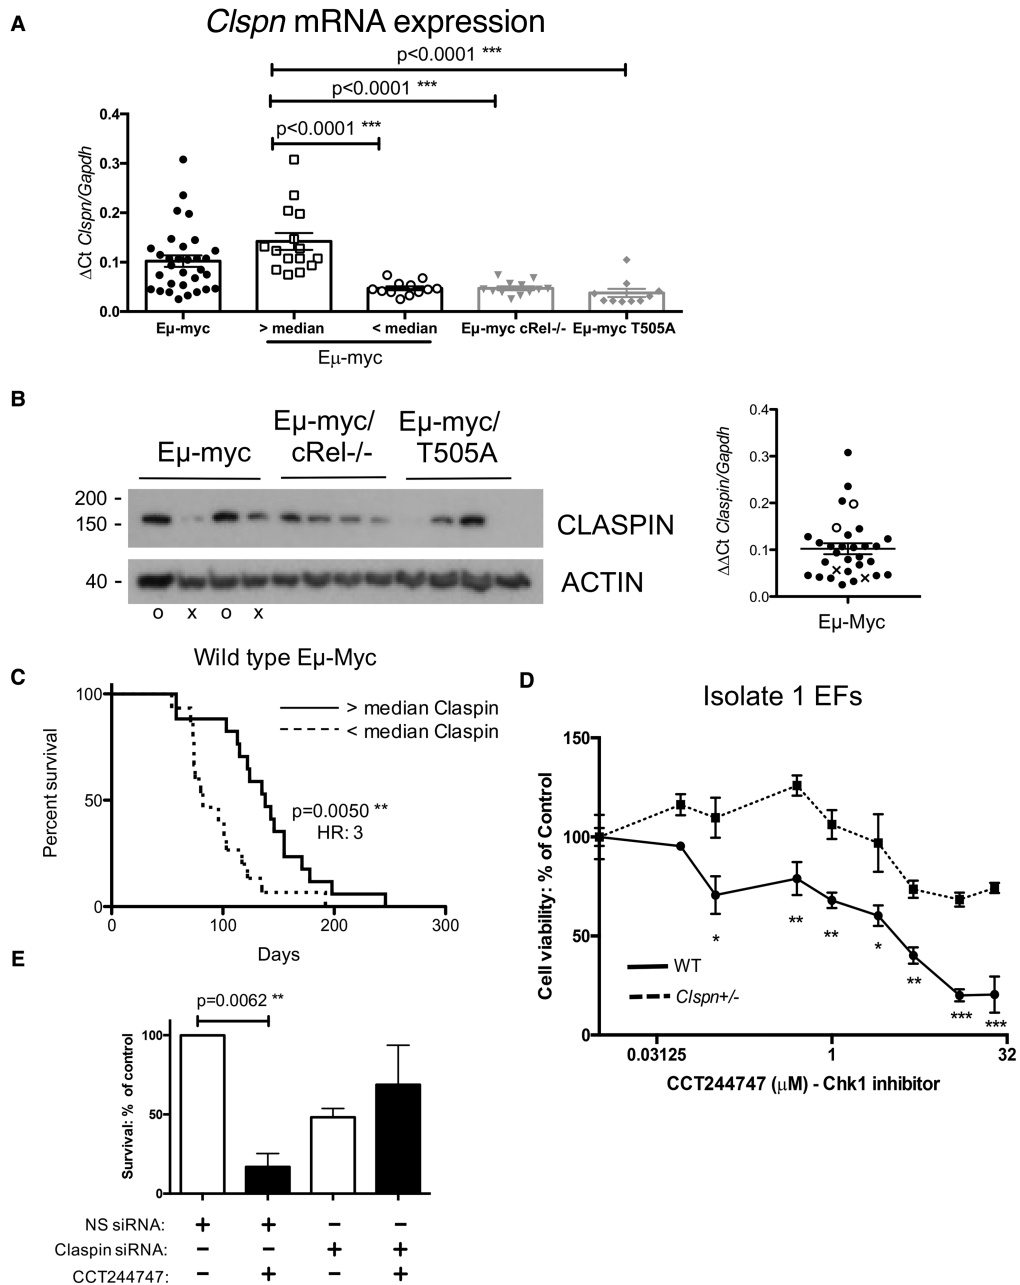 A
Clspn mRNA expression
p<0.0001 ***
p<0.0001 ***
p<0.0001 ***
ΔCt Clspn/Gapdh
0.4
0.3
0.2
0.1
0.0
Eμ-myc
> median
< median
Eμ-myc cRel-/-
Eμ-myc T505A
Eμ-myc
B
Eμ-myc
Eμ-myc/
cRel-/-
Eμ-myc/
T505A
200 -
150 -
CLASPIN
40 -
ACTIN
o x o x
ΔΔCt Claspin/Gapdh
0.4
0.3
0.2
0.1
0.0
Eμ-Myc
C
Wild type Eμ-Myc
Percent survival
100
50
0
> median Claspin
< median Claspin
p=0.0050 **
HR: 3
0 100 200 300
Days
D
Isolate 1 EFs
Cell viability: % of Control
150
100
50
0
*
**
**
*
**
***
***
WT
Clspn+/-
0.03125 1 32
CCT244747 (μM) - Chk1 inhibitor
E
p=0.0062 **
Survival: % of control
100
50
0
NS siRNA: + + - -
Claspin siRNA: - - + +
CCT244747: - + - +